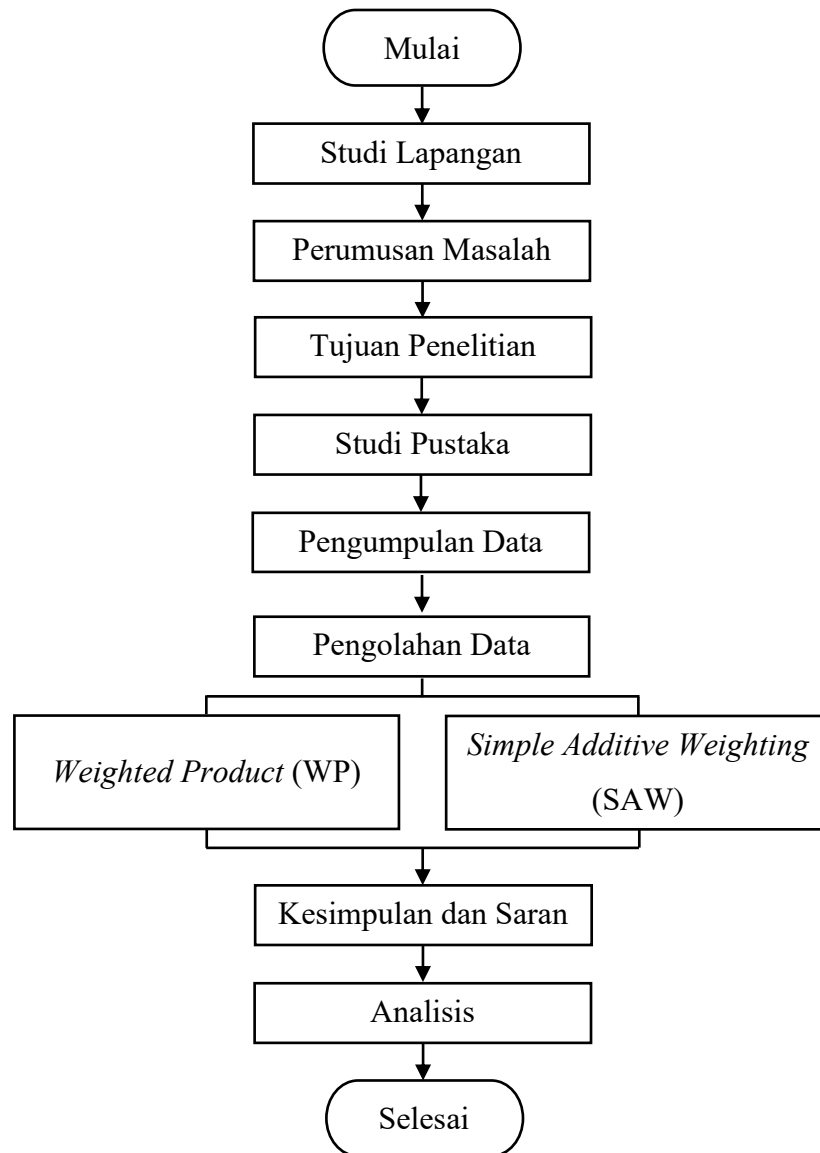 Mulai
Studi Lapangan
Perumusan Masalah
Tujuan Penelitian
Studi Pustaka
Pengumpulan Data
Pengolahan Data
Weighted Product (WP)
Simple Additive Weighting
(SAW)
Kesimpulan dan Saran
Analisis
Selesai